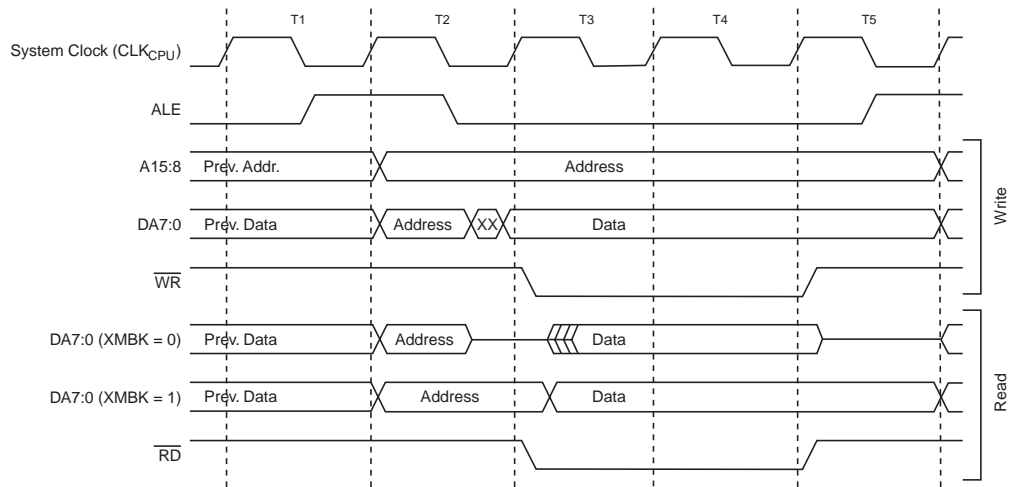 T1 T2 T3 T4 T5
System Clock (CLKCPU)
ALE
A15:8 Prev. Addr. Address
DA7:0 Prev. Data Address XX Data
WR
Write
DA7:0 (XMBK = 0) Prev. Data Address Data
DA7:0 (XMBK = 1) Prev. Data Address Data
RD
Read